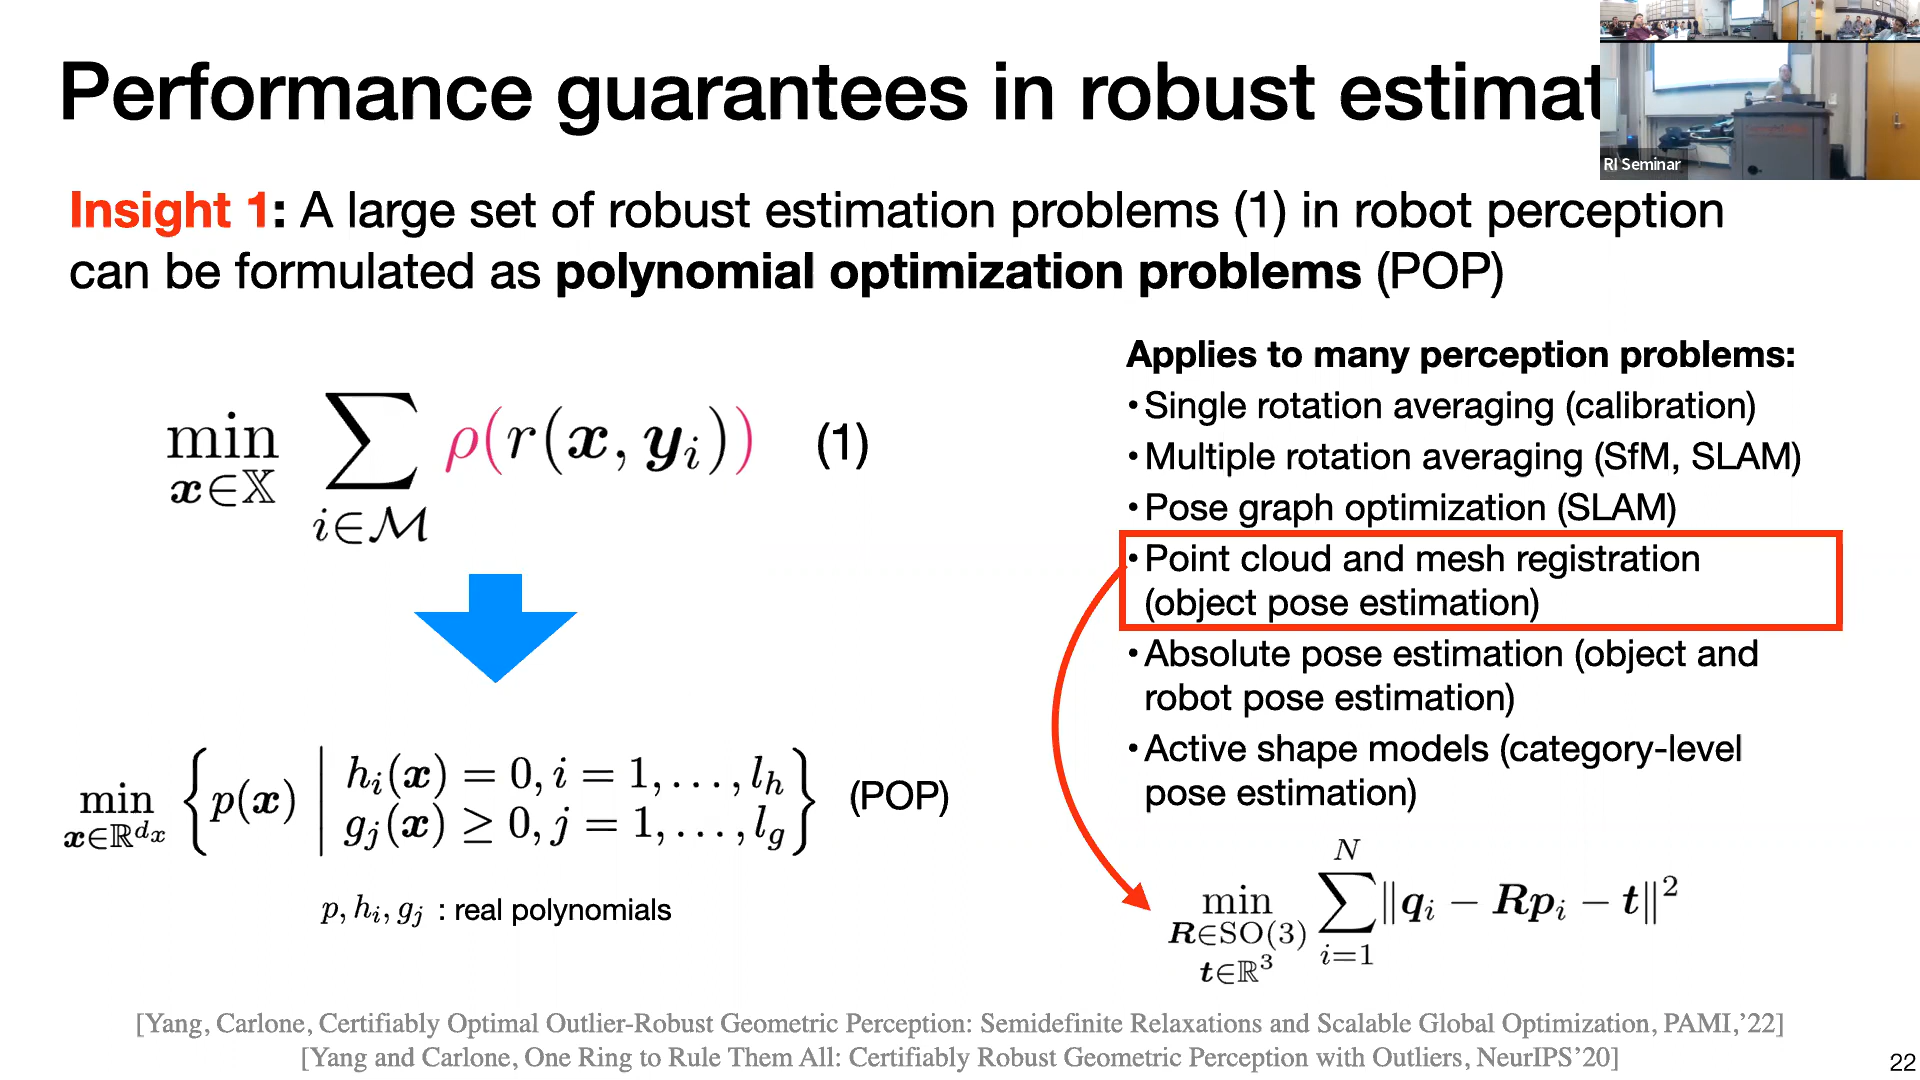 Performance guarantees in robust estimat
RI Seminar
Insight 1: A large set of robust estimation problems (1) in robot perception
can be formulated as polynomial optimization problems (POP)
min_{x∈𝕏} ∑_{i∈ℳ} ρ(r(x, y_i)) (1)
min_{x∈ℝ^{d_x}} { p(x) | h_i(x) = 0, i = 1, . . . , l_h
g_j(x) ≥ 0, j = 1, . . . , l_g } (POP)
p, h_i, g_j : real polynomials
Applies to many perception problems:
• Single rotation averaging (calibration)
• Multiple rotation averaging (SfM, SLAM)
• Pose graph optimization (SLAM)
• Point cloud and mesh registration
(object pose estimation)
• Absolute pose estimation (object and
robot pose estimation)
• Active shape models (category-level
pose estimation)
min_{R∈SO(3), t∈ℝ^3} ∑_{i=1}^{N} ‖q_i − Rp_i − t‖^2
[Yang, Carlone, Certifiably Optimal Outlier-Robust Geometric Perception: Semidefinite Relaxations and Scalable Global Optimization, PAMI,’22]
[Yang and Carlone, One Ring to Rule Them All: Certifiably Robust Geometric Perception with Outliers, NeurIPS’20]
22